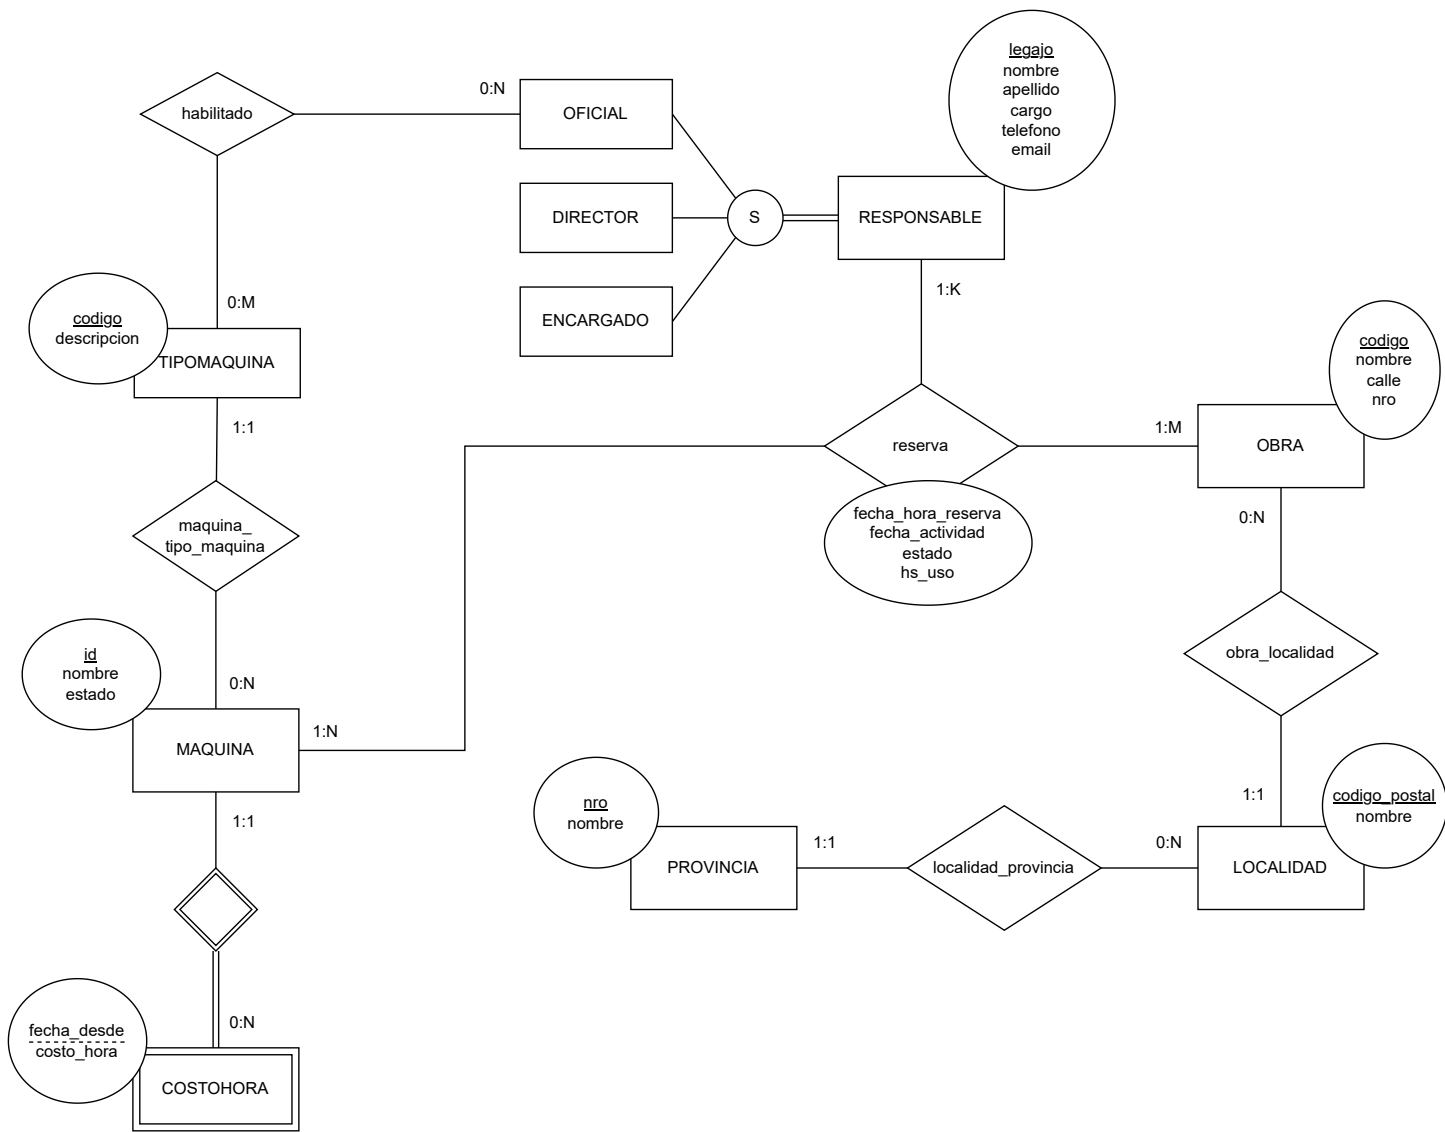 legajo
nombre
apellido
cargo
telefono
email
0:N
habilitado
OFICIAL
DIRECTOR
S
RESPONSABLE
1:K
0:M
codigo
descripcion
ENCARGADO
TIPOMAQUINA
codigo
nombre
calle
nro
1:1
1:M
reserva
OBRA
fecha_hora_reserva
fecha_actividad
estado
hs_uso
0:N
maquina_
tipo_maquina
id
nombre
estado
0:N
obra_localidad
1:N
MAQUINA
1:1
1:1
codigo_postal
nombre
nro
nombre
1:1
0:N
PROVINCIA
localidad_provincia
LOCALIDAD
0:N
fecha_desde
costo_hora
COSTOHORA